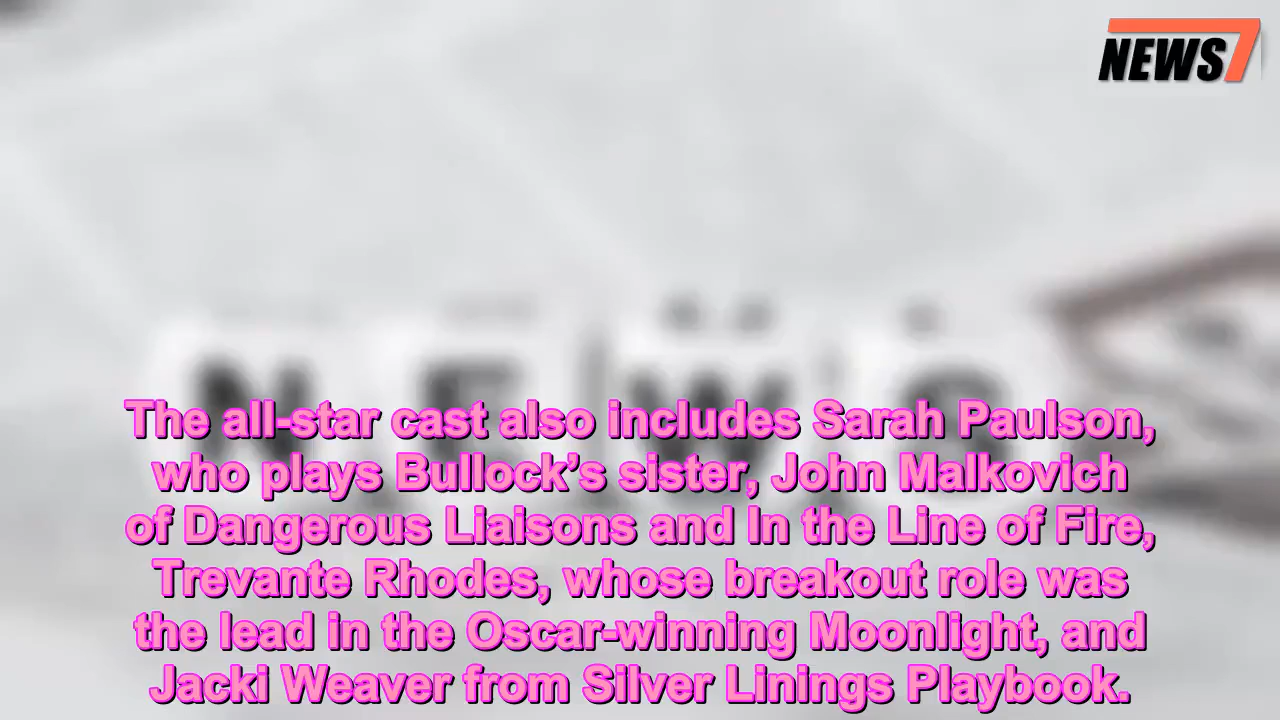 NEWS7
NEWS
The all-star cast also includes Sarah Paulson,
who plays Bullock’s sister, John Malkovich
of Dangerous Liaisons and In the Line of Fire,
Trevante Rhodes, whose breakout role was
the lead in the Oscar-winning Moonlight, and
Jacki Weaver from Silver Linings Playbook.